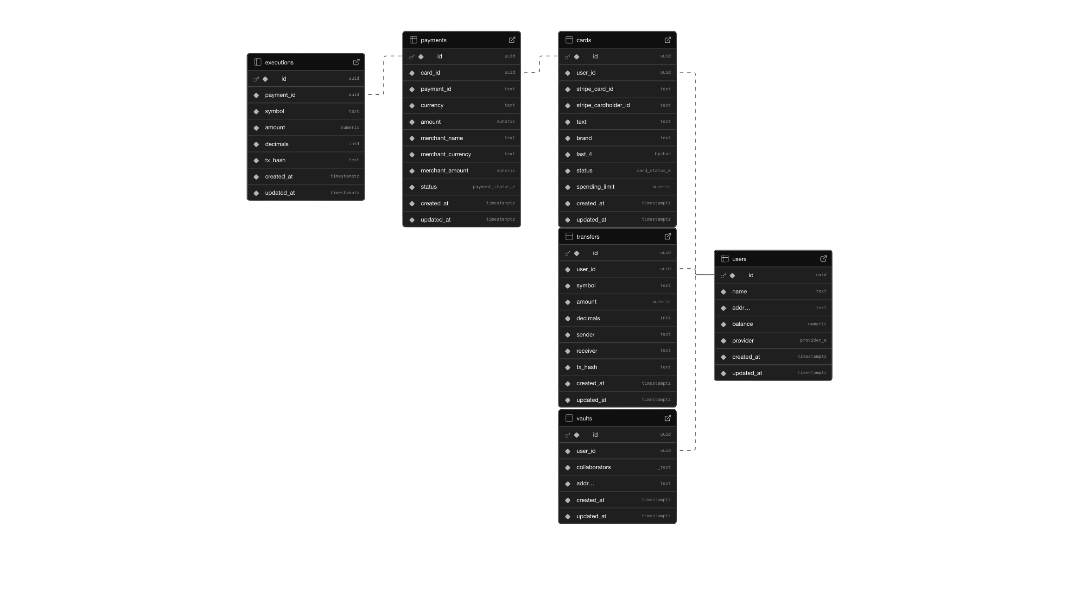 executions
id uuid
payment_id uuid
symbol text
amount numeric
decimals
tx_hash text
created_at timestamptz
updated_at timestamptz
payments
id uuid
card_id uuid
payment_id text
currency text
amount numeric
merchant_name text
merchant_currency text
merchant_amount numeric
status payment_status_e
created_at timestamptz
updated_at timestamptz
cards
id uuid
user_id uuid
stripe_card_id text
stripe_cardholder_id text
text text
brand text
last_4 bpchar
status card_status_e
spending_limit numeric
created_at timestamptz
updated_at timestamptz
transfers
id uuid
user_id uuid
symbol text
amount numeric
decimals int4
sender text
receiver text
tx_hash text
created_at timestamptz
updated_at timestamptz
vaults
id uuid
user_id uuid
collaborators _text
addr... text
created_at timestamptz
updated_at timestamptz
users
id uuid
name text
addr... text
balance numeric
provider provider_e
created_at timestamptz
updated_at timestamptz